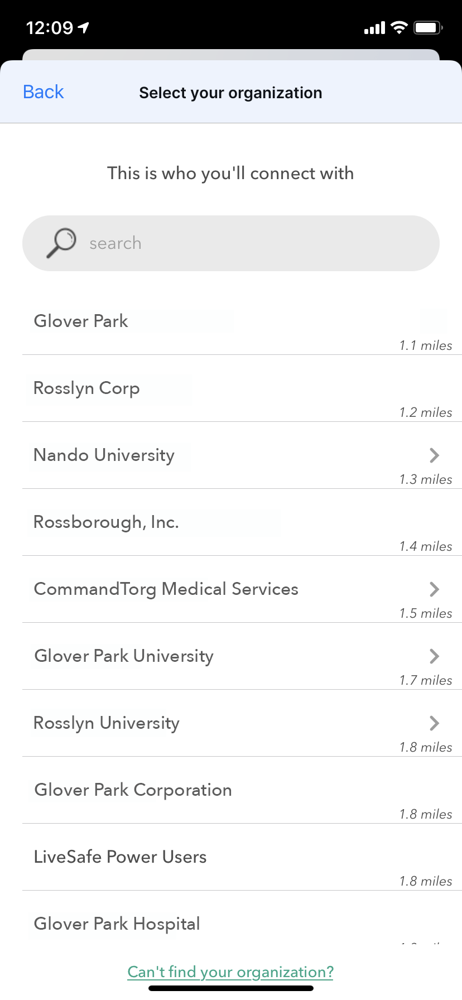 12:09
Back
Select your organization
This is who you'll connect with
search
Glover Park
1.1 miles
Rosslyn Corp
1.2 miles
Nando University
1.3 miles
Rossborough, Inc.
1.4 miles
CommandTorg Medical Services
1.5 miles
Glover Park University
1.7 miles
Rosslyn University
1.8 miles
Glover Park Corporation
1.8 miles
LiveSafe Power Users
1.8 miles
Glover Park Hospital
Can't find your organization?